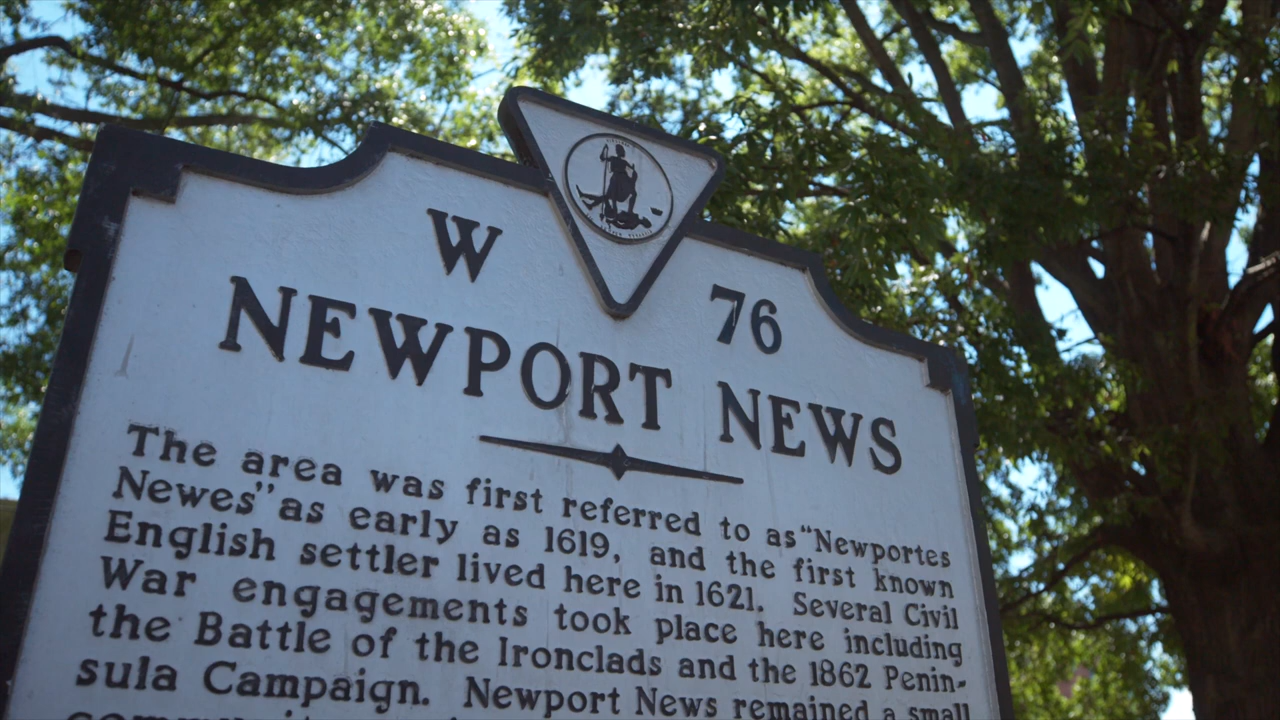 W 76
NEWPORT NEWS
The area was first referred to as "Newportes
Newes" as early as 1619, and the first known
English settler lived here in 1621. Several Civil
War engagements took place here including
the Battle of the Ironclads and the 1862 Penin-
sula Campaign. Newport News remained a small